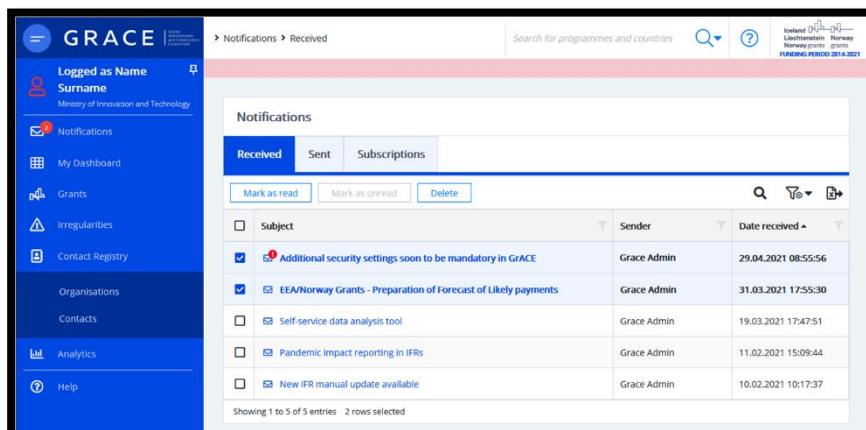 GRACE
Grants
Administration
and Collaboration
Environment
Notifications
Received
Search for programmes and countries
?
Iceland
Liechtenstein Norway
Norway grants grants
FUNDING PERIOD 2014-2021
Logged as Name
Surname
Ministry of Innovation and Technology
2
Notifications
My Dashboard
Grants
Irregularities
Contact Registry
Organisations
Contacts
Analytics
Help
Notifications
Received Sent Subscriptions
Mark as read Mark as unread Delete
Subject Sender Date received
Additional security settings soon to be mandatory in GrACE Grace Admin 29.04.2021 08:55:56
EEA/Norway Grants - Preparation of Forecast of Likely payments Grace Admin 31.03.2021 17:55:30
Self-service data analysis tool Grace Admin 19.03.2021 17:47:51
Pandemic impact reporting in IFRs Grace Admin 11.02.2021 15:09:44
New IFR manual update available Grace Admin 10.02.2021 10:17:37
Showing 1 to 5 of 5 entries 2 rows selected